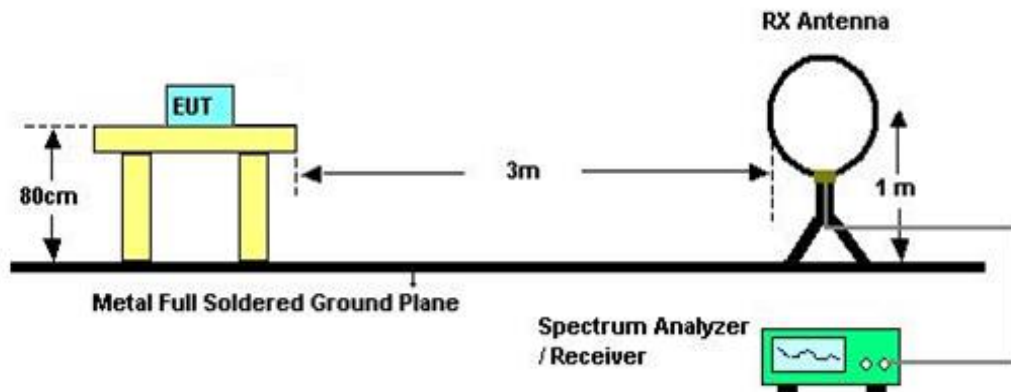 RX Antenna
EUT
80cm
3m
1 m
Metal Full Soldered Ground Plane
Spectrum Analyzer
/ Receiver